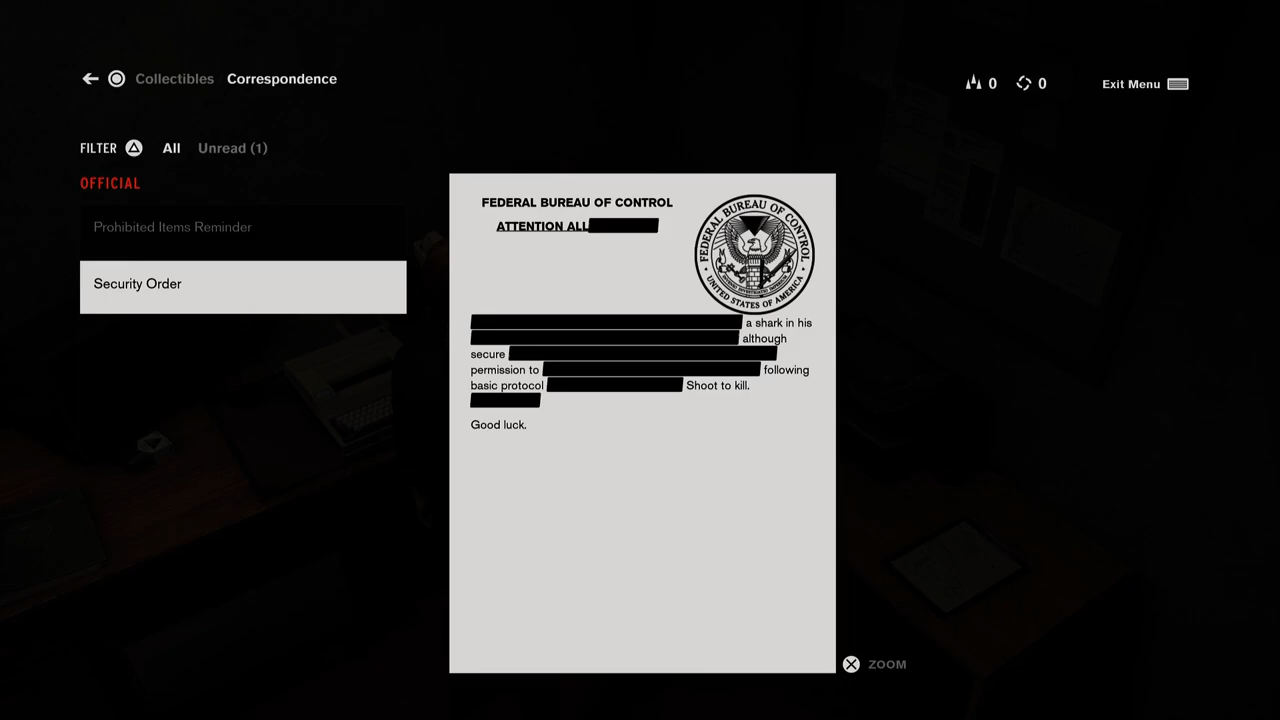 Collectibles Correspondence
0 0 Exit Menu
FILTER All Unread (1)
OFFICIAL
Prohibited Items Reminder
Security Order
FEDERAL BUREAU OF CONTROL
ATTENTION ALL
FEDERAL BUREAU OF CONTROL
UNITED STATES OF AMERICA
a shark in his
although
secure
permission to
following
basic protocol
Shoot to kill.
Good luck.
ZOOM